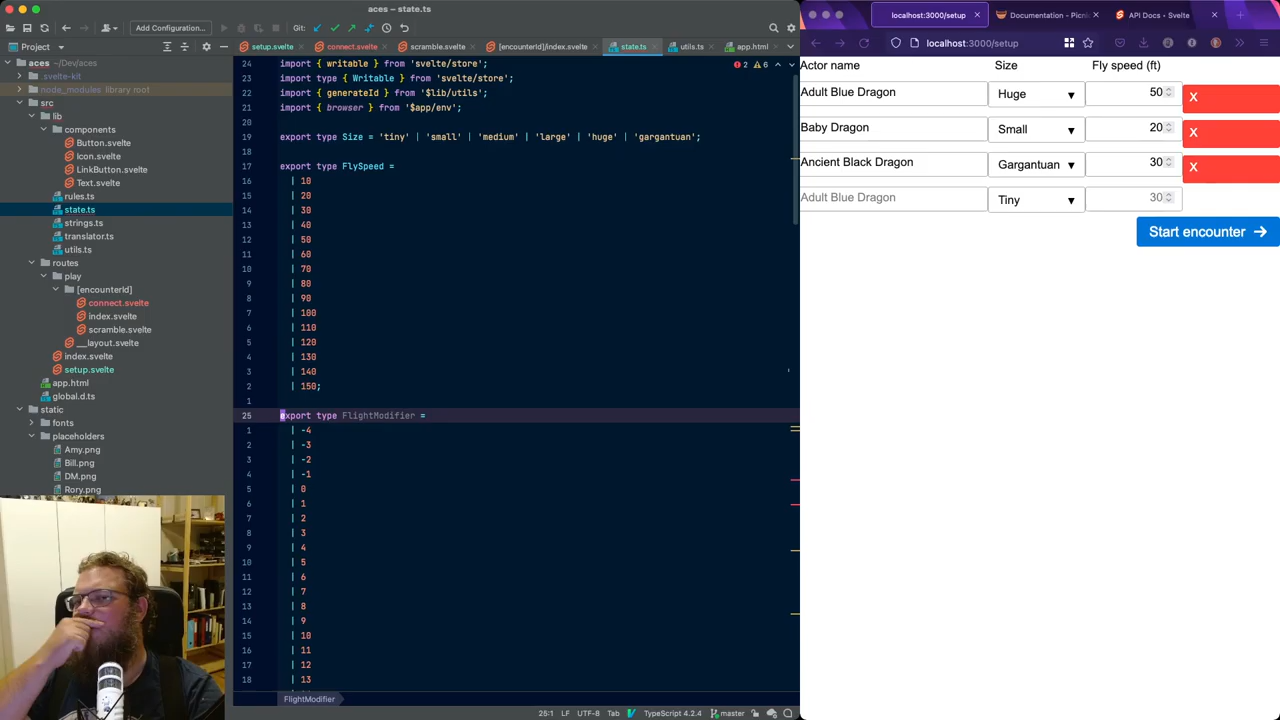 aces – state.ts
Add Configuration...
Git:
Project
setup.svelte
connect.svelte
scramble.svelte
[encounterId]/index.svelte
state.ts
utils.ts
app.html
aces ~/Dev/aces
.svelte-kit
node_modules library root
src
lib
components
Button.svelte
Icon.svelte
LinkButton.svelte
Text.svelte
rules.ts
state.ts
strings.ts
translator.ts
utils.ts
routes
play
[encounterId]
connect.svelte
index.svelte
scramble.svelte
__layout.svelte
index.svelte
setup.svelte
app.html
global.d.ts
static
fonts
placeholders
Amy.png
Bill.png
DM.png
Rory.png
2 6
24 import { writable } from 'svelte/store';
23 import type { Writable } from 'svelte/store';
22 import { generateId } from '$lib/utils';
21 import { browser } from '$app/env';
20
19 export type Size = 'tiny' | 'small' | 'medium' | 'large' | 'huge' | 'gargantuan';
18
17 export type FlySpeed =
16 | 10
15 | 20
14 | 30
13 | 40
12 | 50
11 | 60
10 | 70
9 | 80
8 | 90
7 | 100
6 | 110
5 | 120
4 | 130
3 | 140
2 | 150;
1
25 export type FlightModifier =
1 | -4
2 | -3
3 | -2
4 | -1
5 | 0
6 | 1
7 | 2
8 | 3
9 | 4
10 | 5
11 | 6
12 | 7
13 | 8
14 | 9
15 | 10
16 | 11
17 | 12
18 | 13
FlightModifier
25:1 LF UTF-8 Tab TypeScript 4.2.4 master
localhost:3000/setup
Documentation - Picni
API Docs • Svelte
localhost:3000/setup
Actor name Size Fly speed (ft)
Adult Blue Dragon Huge 50 X
Baby Dragon Small 20 X
Ancient Black Dragon Gargantuan 30 X
Adult Blue Dragon Tiny 30
Start encounter →